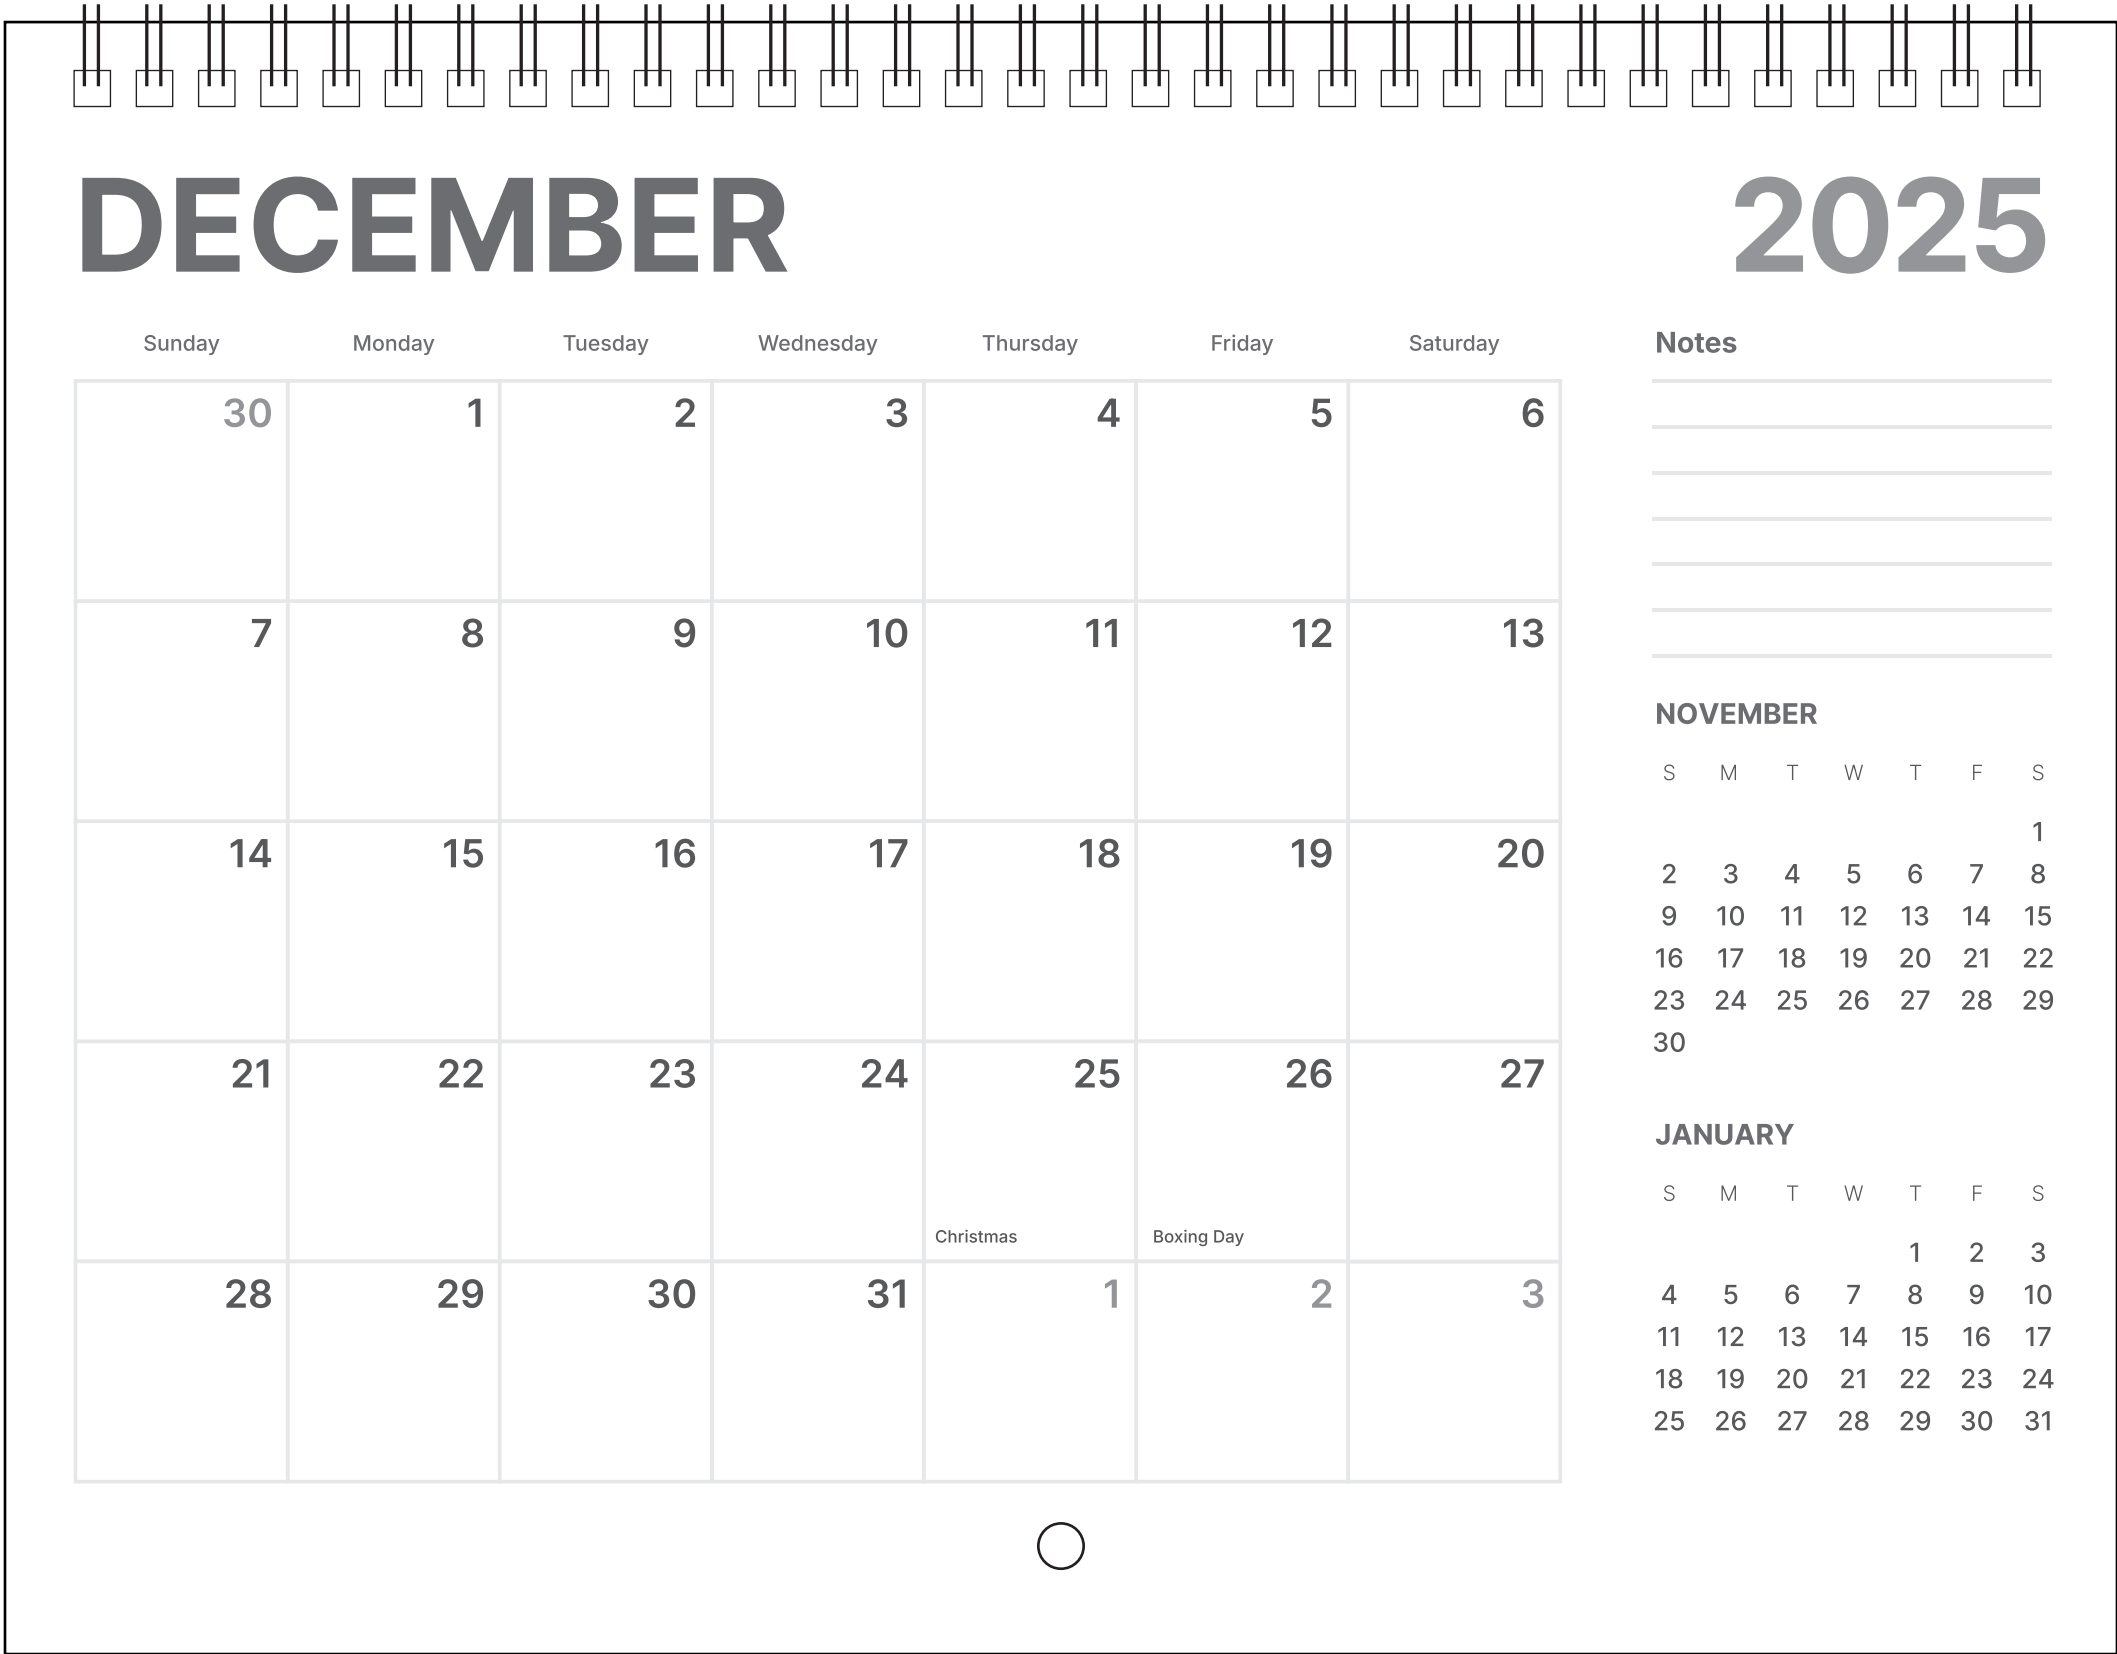 DECEMBER 2025
Sunday Monday Tuesday Wednesday Thursday Friday Saturday
30 1 2 3 4 5 6
7 8 9 10 11 12 13
14 15 16 17 18 19 20
21 22 23 24 25 26 27
Christmas Boxing Day
28 29 30 31 1 2 3
Notes
NOVEMBER
S M T W T F S
1
2 3 4 5 6 7 8
9 10 11 12 13 14 15
16 17 18 19 20 21 22
23 24 25 26 27 28 29
30
JANUARY
S M T W T F S
1 2 3
4 5 6 7 8 9 10
11 12 13 14 15 16 17
18 19 20 21 22 23 24
25 26 27 28 29 30 31